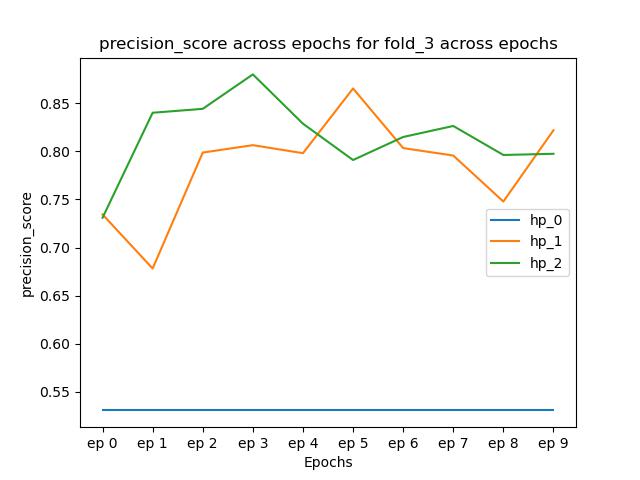 precision_score across epochs for fold_3 across epochs
precision_score
0.85
0.80
0.75
0.70
0.65
0.60
0.55
hp_0
hp_1
hp_2
ep 0 ep 1 ep 2 ep 3 ep 4 ep 5 ep 6 ep 7 ep 8 ep 9
Epochs